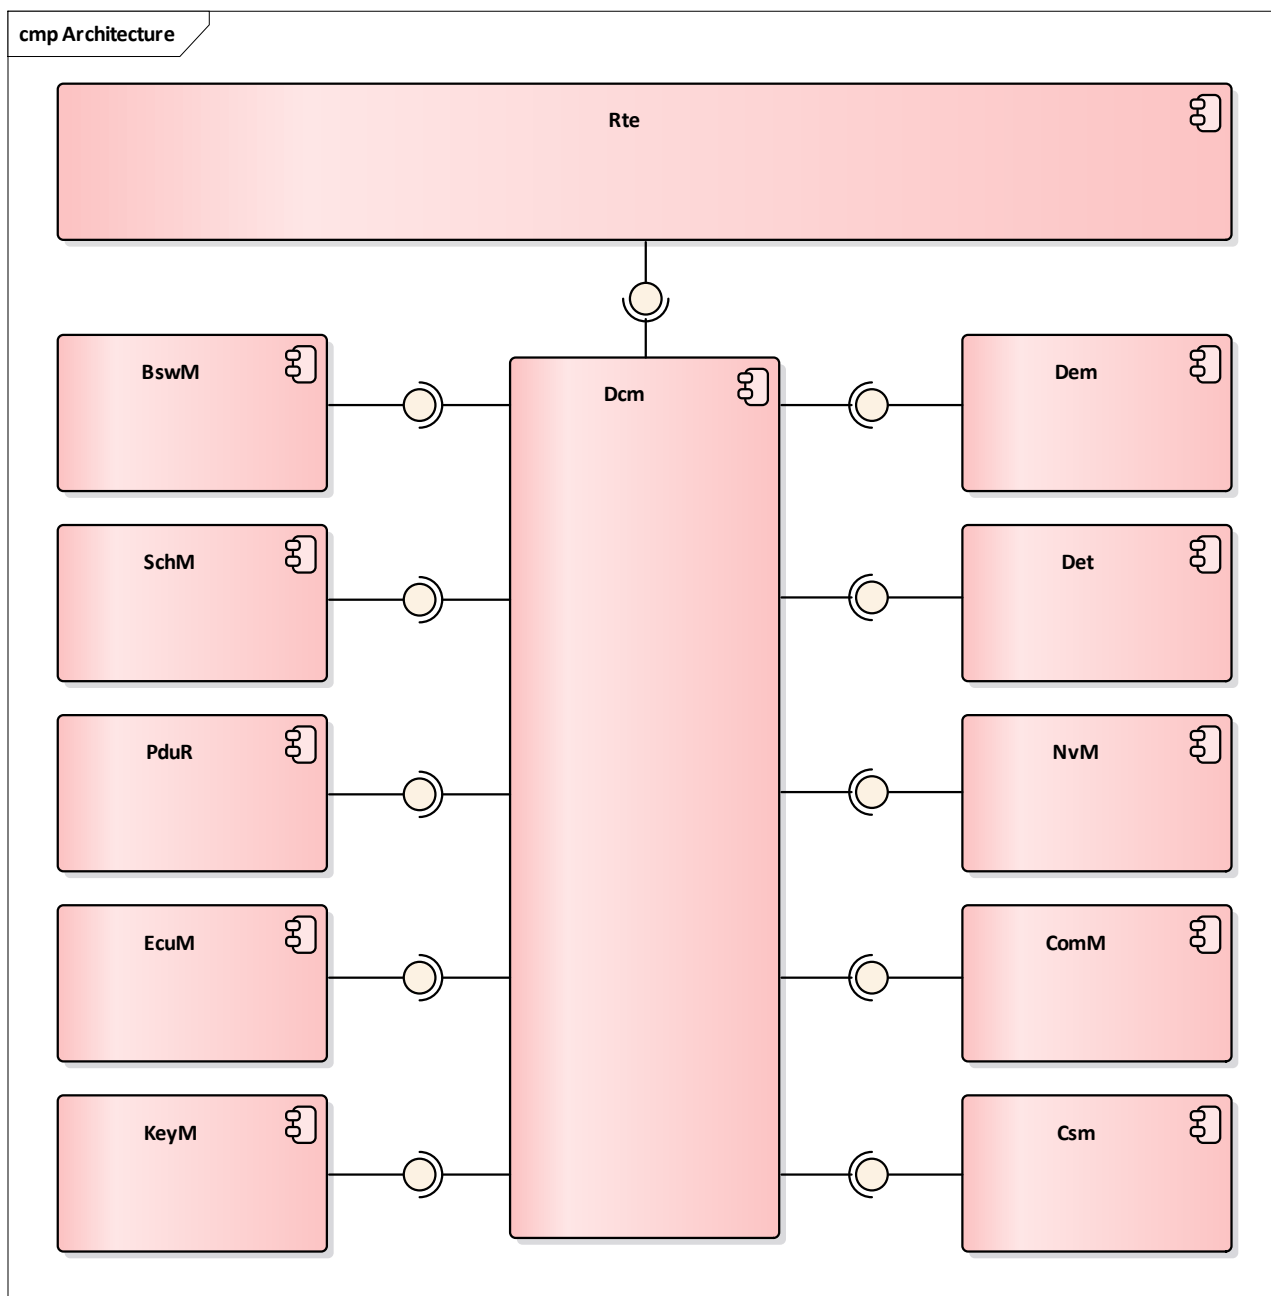 cmp Architecture
Rte
BswM
Dcm
Dem
SchM
Det
PduR
NvM
EcuM
ComM
KeyM
Csm